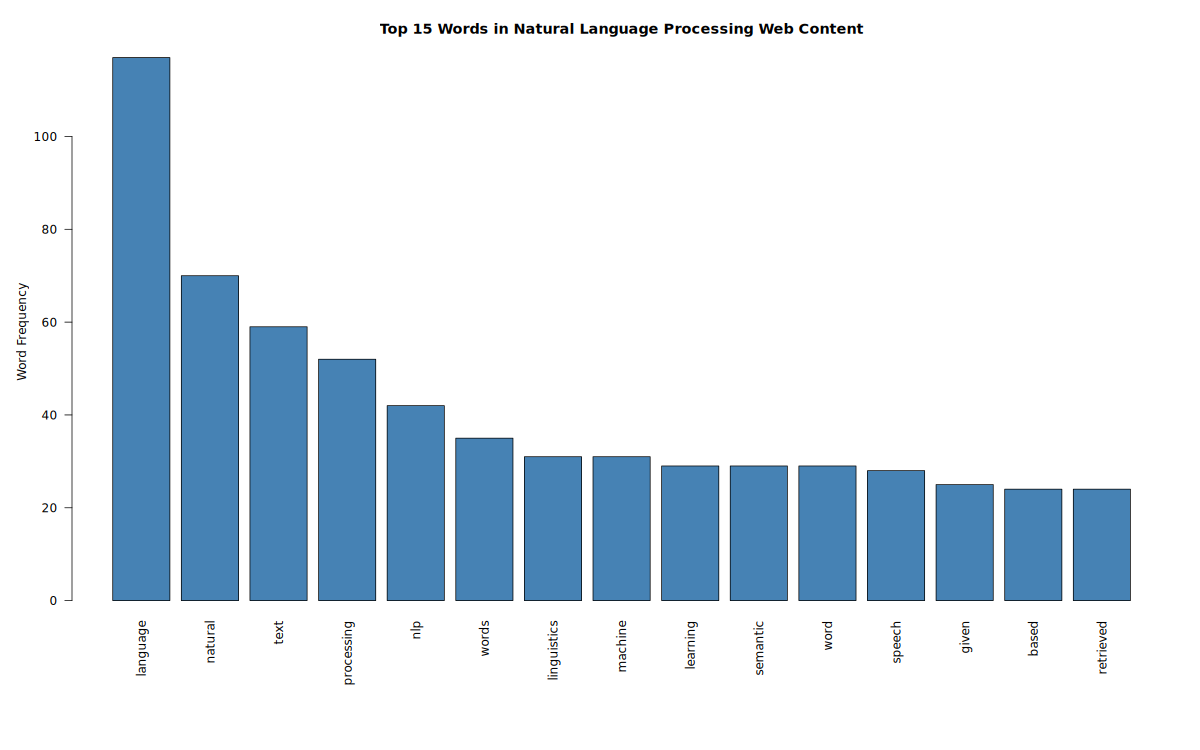 Top 15 Words in Natural Language Processing Web Content
Word Frequency
100
80
60
40
20
0
language
natural
text
processing
nlp
words
linguistics
machine
learning
semantic
word
speech
given
based
retrieved